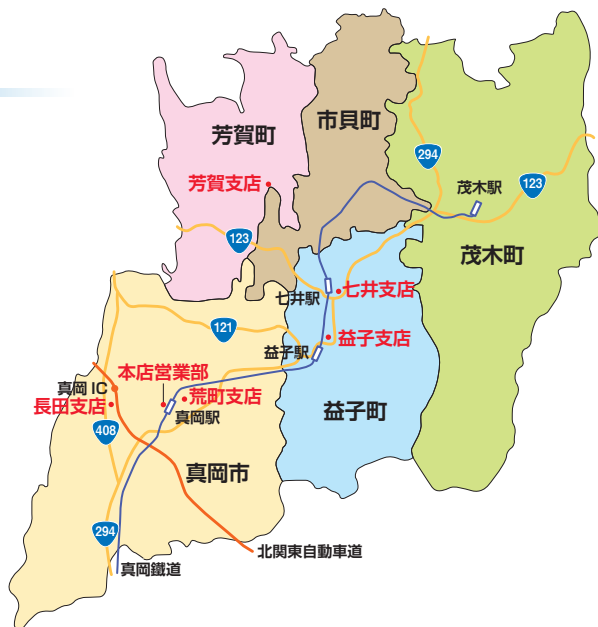 市貝町
芳賀町
294
茂木駅
123
芳賀支店
123
茂木町
七井駅
七井支店
121
益子支店
益子駅
本店営業部
真岡IC
荒町支店
長田支店
真岡駅
益子町
408
真岡市
294
北関東自動車道
真岡鐵道